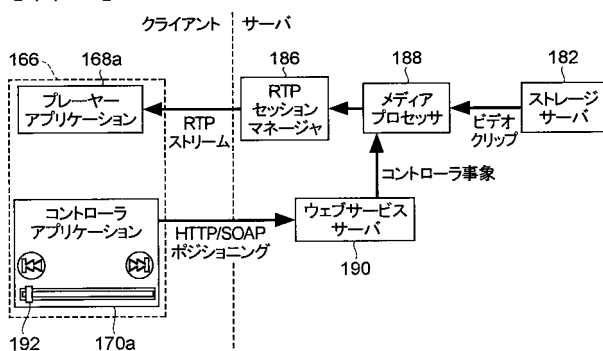 クライアント
サーバ
166
168a
186
188
182
プレーヤー
アプリケーション
RTP
ストリーム
RTP
セッション
マネージャ
メディア
プロセッサ
ビデオ
クリップ
ストレージ
サーバ
コントローラ事象
コントローラ
アプリケーション
HTTP/SOAP
ポジショニング
ウェブサービス
サーバ
190
192
170a